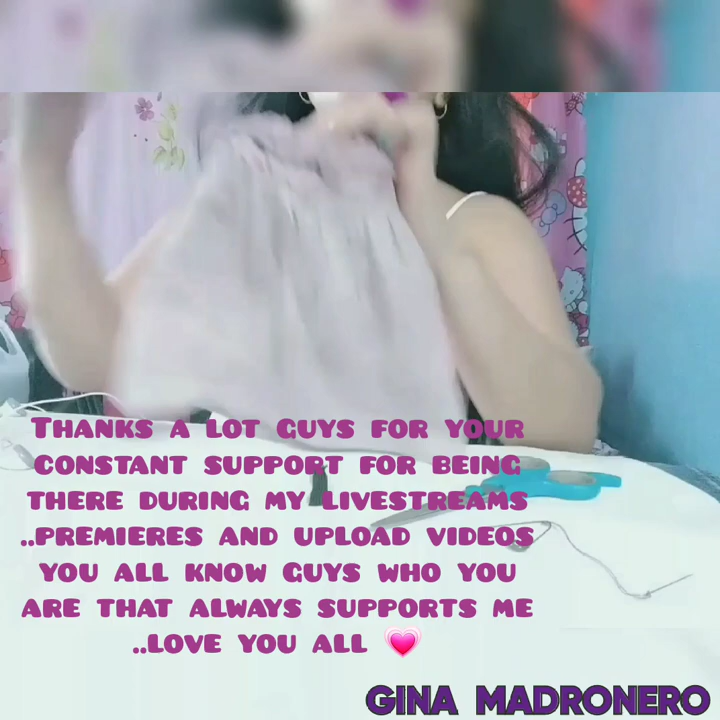 Thanks a lot guys for your
constant support for being
there during my livestreams
..premieres and upload videos
you all know guys who you
are that always supports me
..love you all 💗
GINA MADRONERO